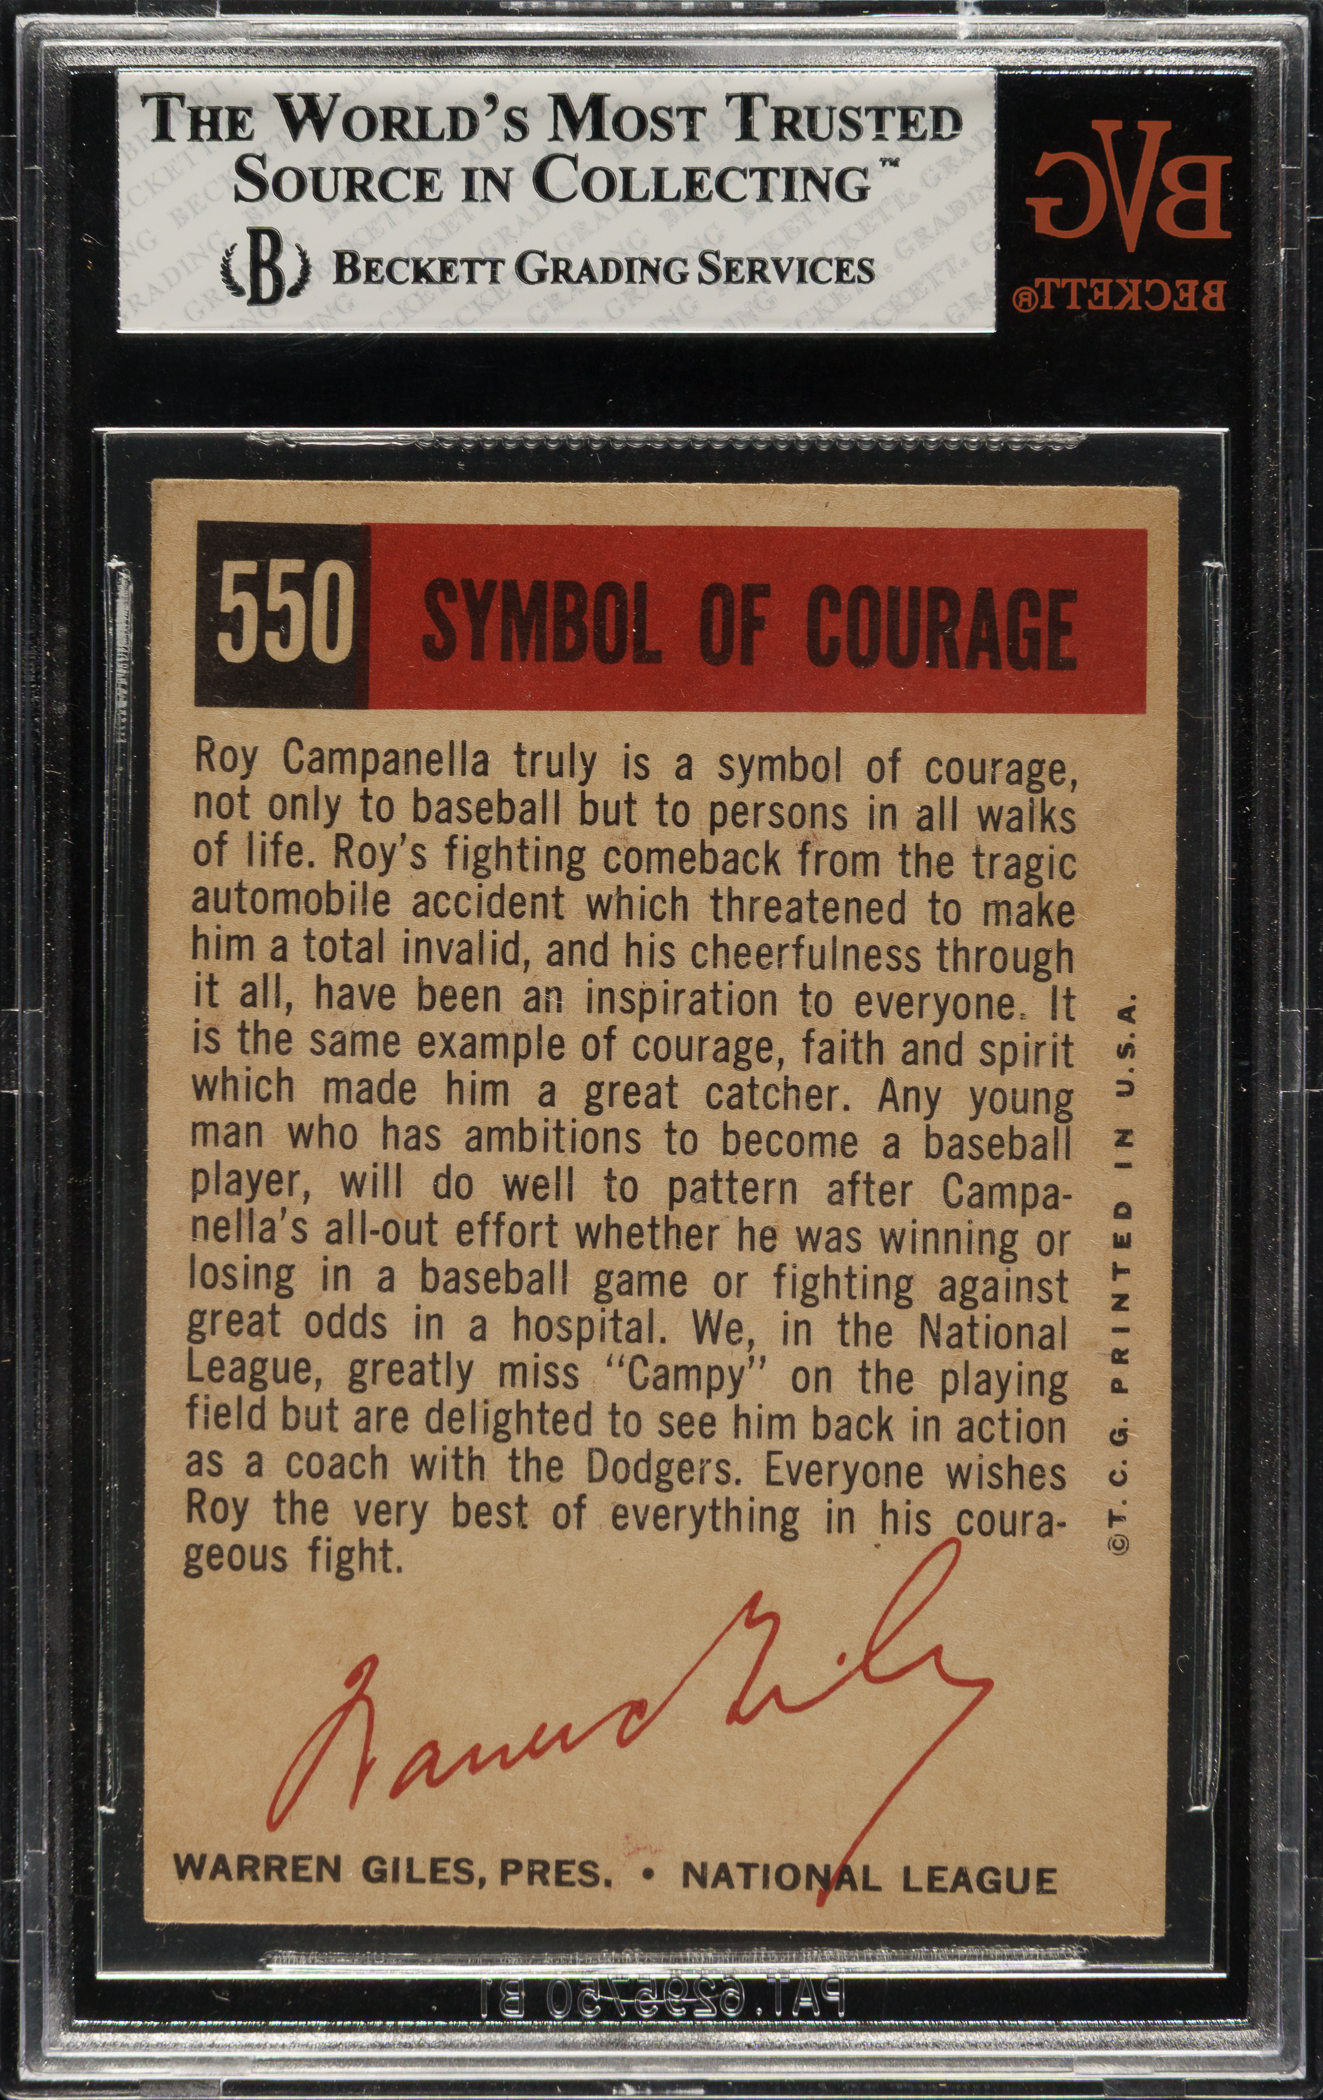 THE WORLD'S MOST TRUSTED
SOURCE IN COLLECTING™
B BECKETT GRADING SERVICES
BVG
BECKETT®
550 SYMBOL OF COURAGE
Roy Campanella truly is a symbol of courage,
not only to baseball but to persons in all walks
of life. Roy's fighting comeback from the tragic
automobile accident which threatened to make
him a total invalid, and his cheerfulness through
it all, have been an inspiration to everyone. It
is the same example of courage, faith and spirit
which made him a great catcher. Any young
man who has ambitions to become a baseball
player, will do well to pattern after Campa-
nella's all-out effort whether he was winning or
losing in a baseball game or fighting against
great odds in a hospital. We, in the National
League, greatly miss "Campy" on the playing
field but are delighted to see him back in action
as a coach with the Dodgers. Everyone wishes
Roy the very best of everything in his coura-
geous fight.
©T. C. G. PRINTED IN U.S.A.
Warren Giles
WARREN GILES, PRES. • NATIONAL LEAGUE
PAT.6295750 B1